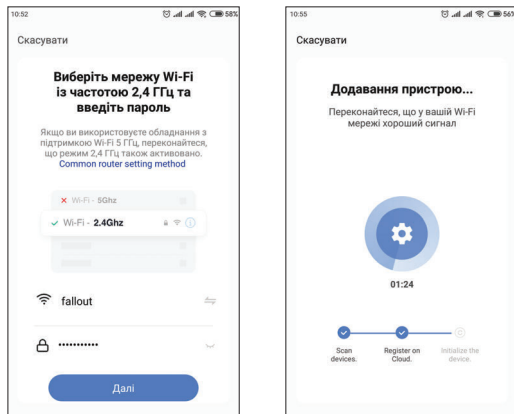 10:52
58%
Скасувати
Виберіть мережу Wi-Fi
із частотою 2,4 ГГц та
введіть пароль
Якщо ви використовуєте обладнання з
підтримкою Wi-Fi 5 ГГц, переконайтеся,
що режим 2,4 ГГц також активовано.
Common router setting method
Wi-Fi - 5Ghz
Wi-Fi - 2.4Ghz
fallout
•••••••••••
Далі
10:55
56%
Скасувати
Додавання пристрою...
Переконайтеся, що у вашій Wi-Fi
мережі хороший сигнал
01:24
Scan
devices.
Register on
Cloud.
Initialize the
device.